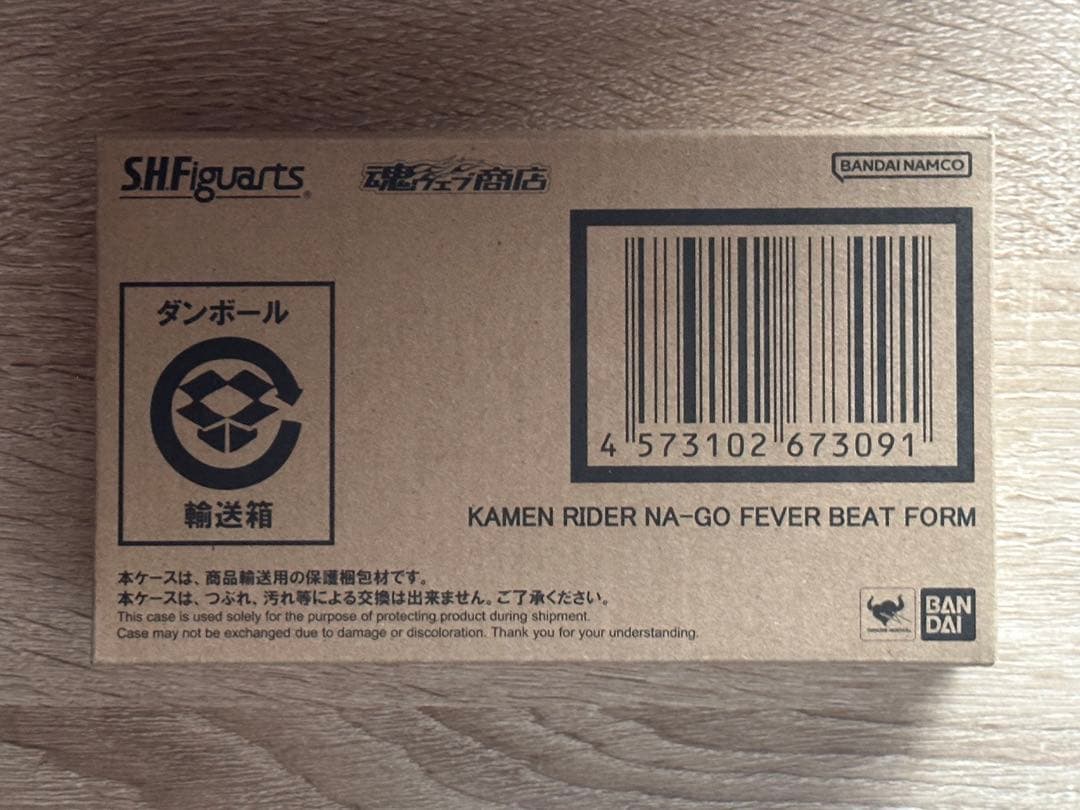 S.H.Figuarts
魂ウェブ商店
BANDAI NAMCO
ダンボール
輸送箱
4 573102 673091
KAMEN RIDER NA-GO FEVER BEAT FORM
本ケースは、商品輸送用の保護梱包材です。
本ケースは、つぶれ、汚れ等による交換は出来ません。ご了承ください。
This case is used solely for the purpose of protecting product during shipment.
Case may not be exchanged due to damage or discoloration. Thank you for your understanding.
BAN
DAI